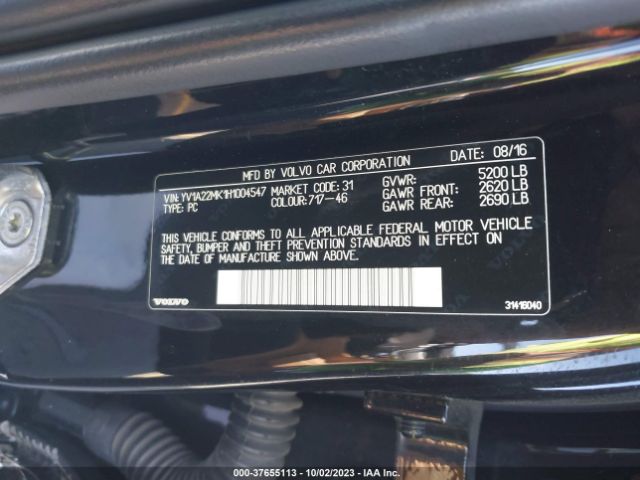 MFD BY VOLVO CAR CORPORATION DATE: 08/16
VIN: YV1A22MK1H1004547 MARKET CODE: 31 GVWR: 5200 LB
TYPE: PC COLOUR: 717-46 GAWR FRONT: 2620 LB
GAWR REAR: 2690 LB
THIS VEHICLE CONFORMS TO ALL APPLICABLE FEDERAL MOTOR VEHICLE
SAFETY, BUMPER AND THEFT PREVENTION STANDARDS IN EFFECT ON
THE DATE OF MANUFACTURE SHOWN ABOVE.
VOLVO 31416040
000-37655113 - 10/02/2023 - IAA Inc.